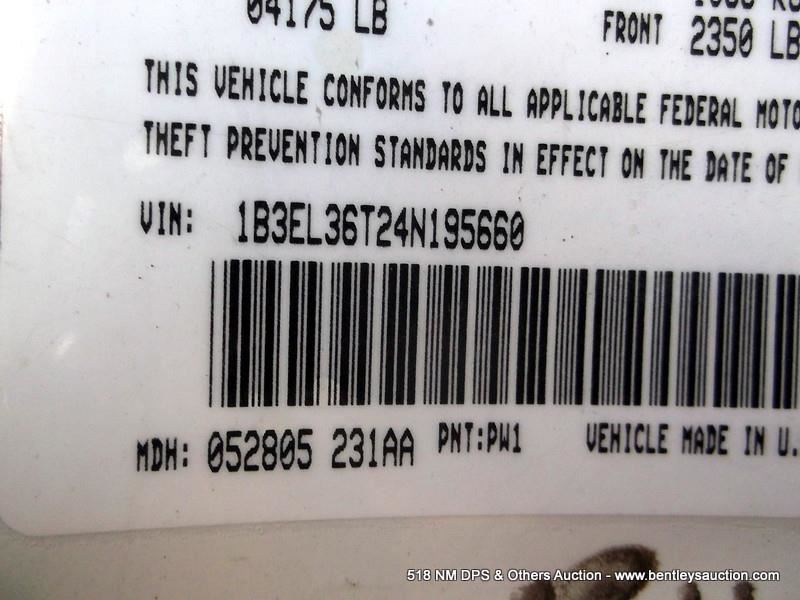 04175 LB
FRONT 2350 LB
THIS VEHICLE CONFORMS TO ALL APPLICABLE FEDERAL MOTO
THEFT PREVENTION STANDARDS IN EFFECT ON THE DATE OF
VIN: 1B3EL36T24N195660
MDH: 052805 231AA PNT:PW1 VEHICLE MADE IN U.
518 NM DPS & Others Auction - www.bentleysauction.com